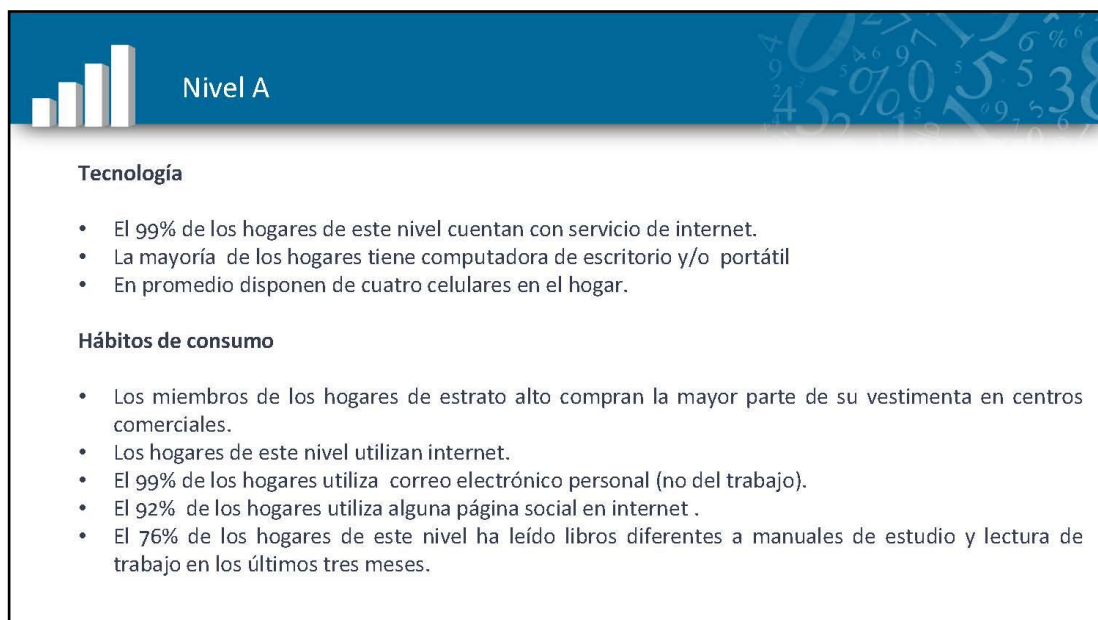 Nivel A
Tecnología
• El 99% de los hogares de este nivel cuentan con servicio de internet.
• La mayoría de los hogares tiene computadora de escritorio y/o portátil
• En promedio disponen de cuatro celulares en el hogar.
Hábitos de consumo
• Los miembros de los hogares de estrato alto compran la mayor parte de su vestimenta en centros
comerciales.
• Los hogares de este nivel utilizan internet.
• El 99% de los hogares utiliza correo electrónico personal (no del trabajo).
• El 92% de los hogares utiliza alguna página social en internet .
• El 76% de los hogares de este nivel ha leído libros diferentes a manuales de estudio y lectura de
trabajo en los últimos tres meses.